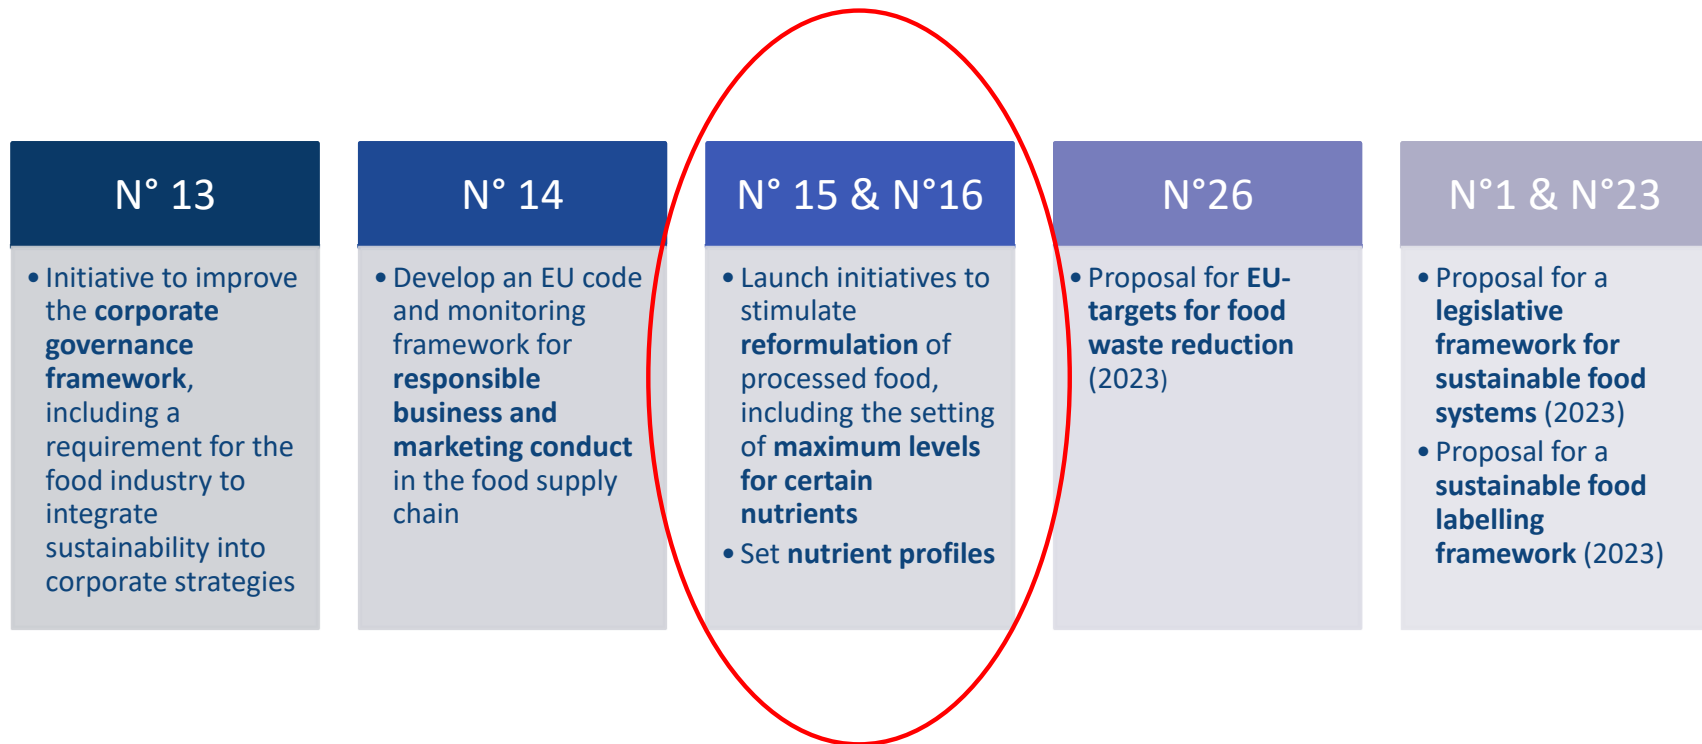 N° 13
• Initiative to improve
the corporate
governance
framework,
including a
requirement for the
food industry to
integrate
sustainability into
corporate strategies
N° 14
• Develop an EU code
and monitoring
framework for
responsible
business and
marketing conduct
in the food supply
chain
N° 15 & N°16
• Launch initiatives to
stimulate
reformulation of
processed food,
including the setting
of maximum levels
for certain
nutrients
• Set nutrient profiles
N°26
• Proposal for EU-
targets for food
waste reduction
(2023)
N°1 & N°23
• Proposal for a
legislative
framework for
sustainable food
systems (2023)
• Proposal for a
sustainable food
labelling
framework (2023)